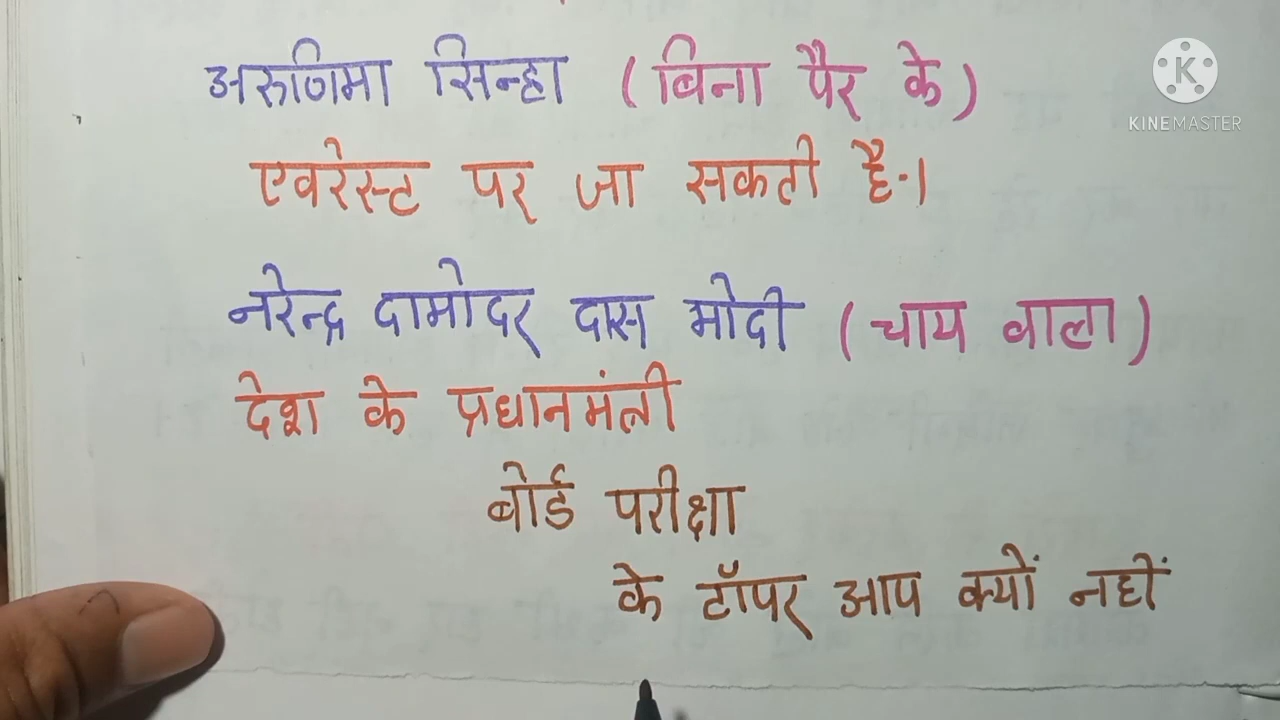 अरुणिमा सिन्हा (बिना पैर के)
एवरेस्ट पर जा सकती है.।
नरेन्द्र दामोदर दास मोदी (चाय वाला)
देश के प्रधानमंत्री
बोर्ड परीक्षा
के टॉपर आप क्यों नहीं
K
KINEMASTER